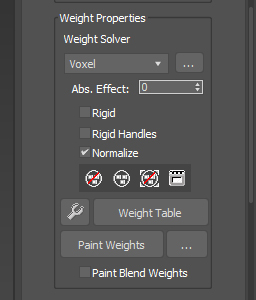 Weight Properties
Weight Solver
Voxel ...
Abs. Effect: 0
Rigid
Rigid Handles
Normalize
Weight Table
Paint Weights ...
Paint Blend Weights